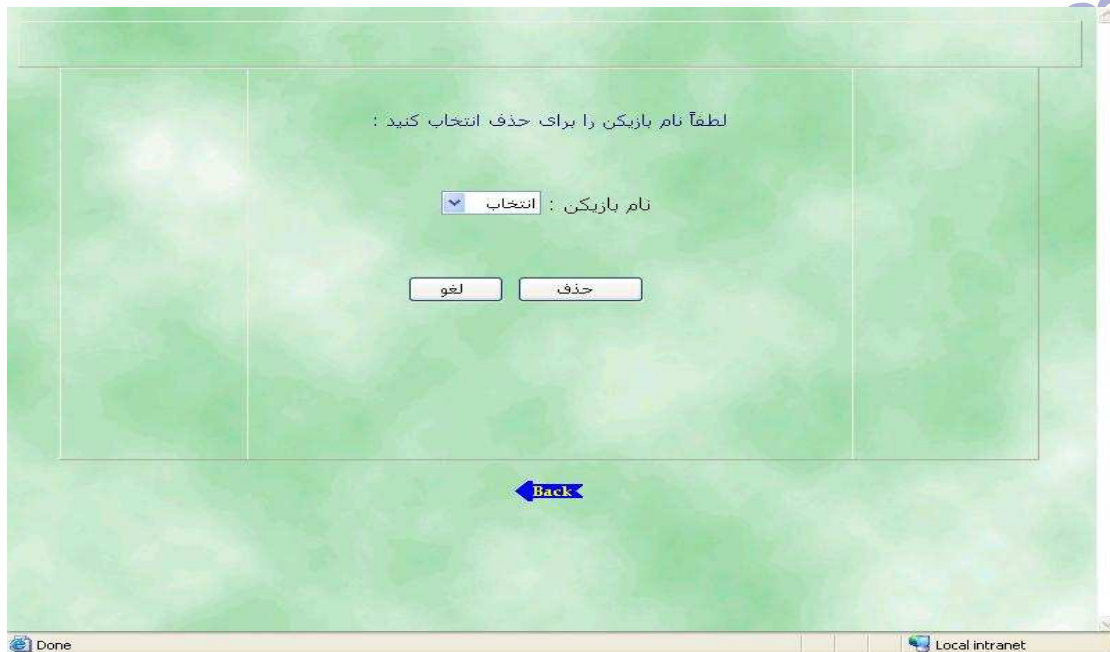 لطفاً نام بازیکن را برای حذف انتخاب کنید :
نام بازیکن : انتخاب
حذف لغو
Back
Done Local intranet